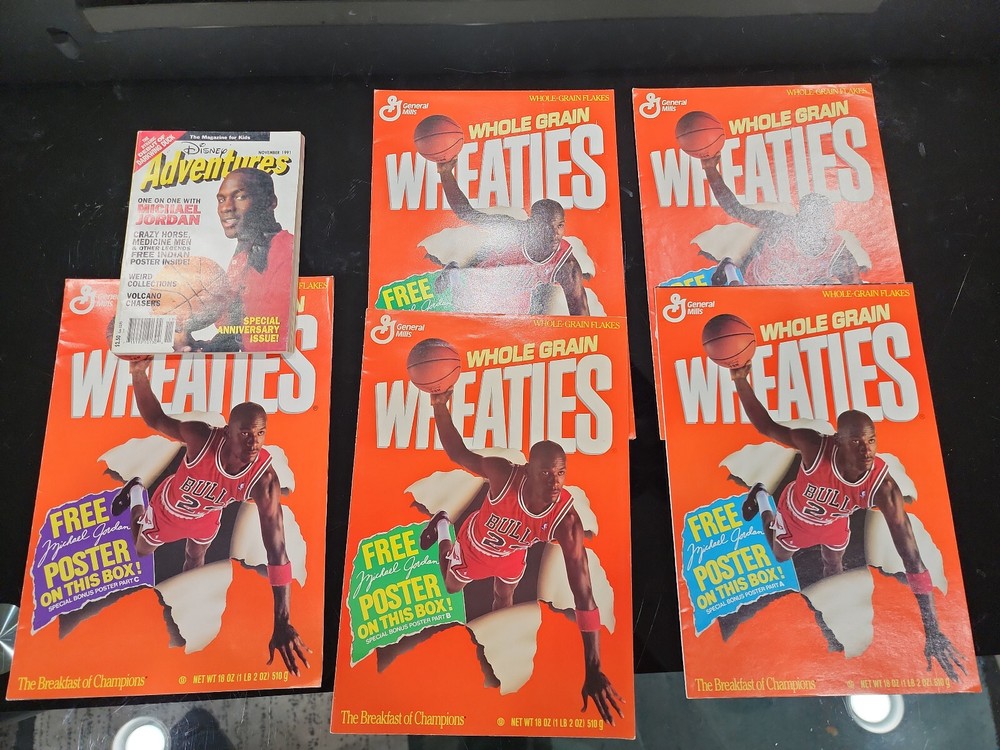 The Magazine for Kids
DISNEY
NOVEMBER 1991
Adventures
ONE ON ONE WITH
MICHAEL
JORDAN
CRAZY HORSE,
MEDICINE MEN
& OTHER LEGENDS
FREE INDIAN
POSTER INSIDE!
WEIRD
COLLECTIONS
VOLCANO
CHASERS
SPECIAL
ANNIVERSARY
ISSUE!
General
Mills
WHOLE-GRAIN FLAKES
WHOLE GRAIN
WHEATIES
FREE
General
Mills
WHOLE-GRAIN FLAKES
WHOLE GRAIN
WHEATIES
FREE
FLAKES
WHEATIES
BULL
FREE
Michael Jordan
POSTER
ON THIS BOX!
SPECIAL BONUS POSTER PART C
The Breakfast of Champions
NET WT 18 OZ (1 LB 2 OZ) 510 g
General
Mills
WHOLE-GRAIN FLAKES
WHOLE GRAIN
WHEATIES
BULL
2
FREE
Michael Jordan
POSTER
ON THIS BOX!
SPECIAL BONUS POSTER PART B
The Breakfast of Champions
NET WT 18 OZ (1 LB 2 OZ) 510 g
General
Mills
WHOLE-GRAIN FLAKES
WHOLE GRAIN
WHEATIES
BULL
2
FREE
Michael Jordan
POSTER
ON THIS BOX!
SPECIAL BONUS POSTER PART A
The Breakfast of Champions
NET WT 18 OZ (1 LB 2 OZ) 510 g